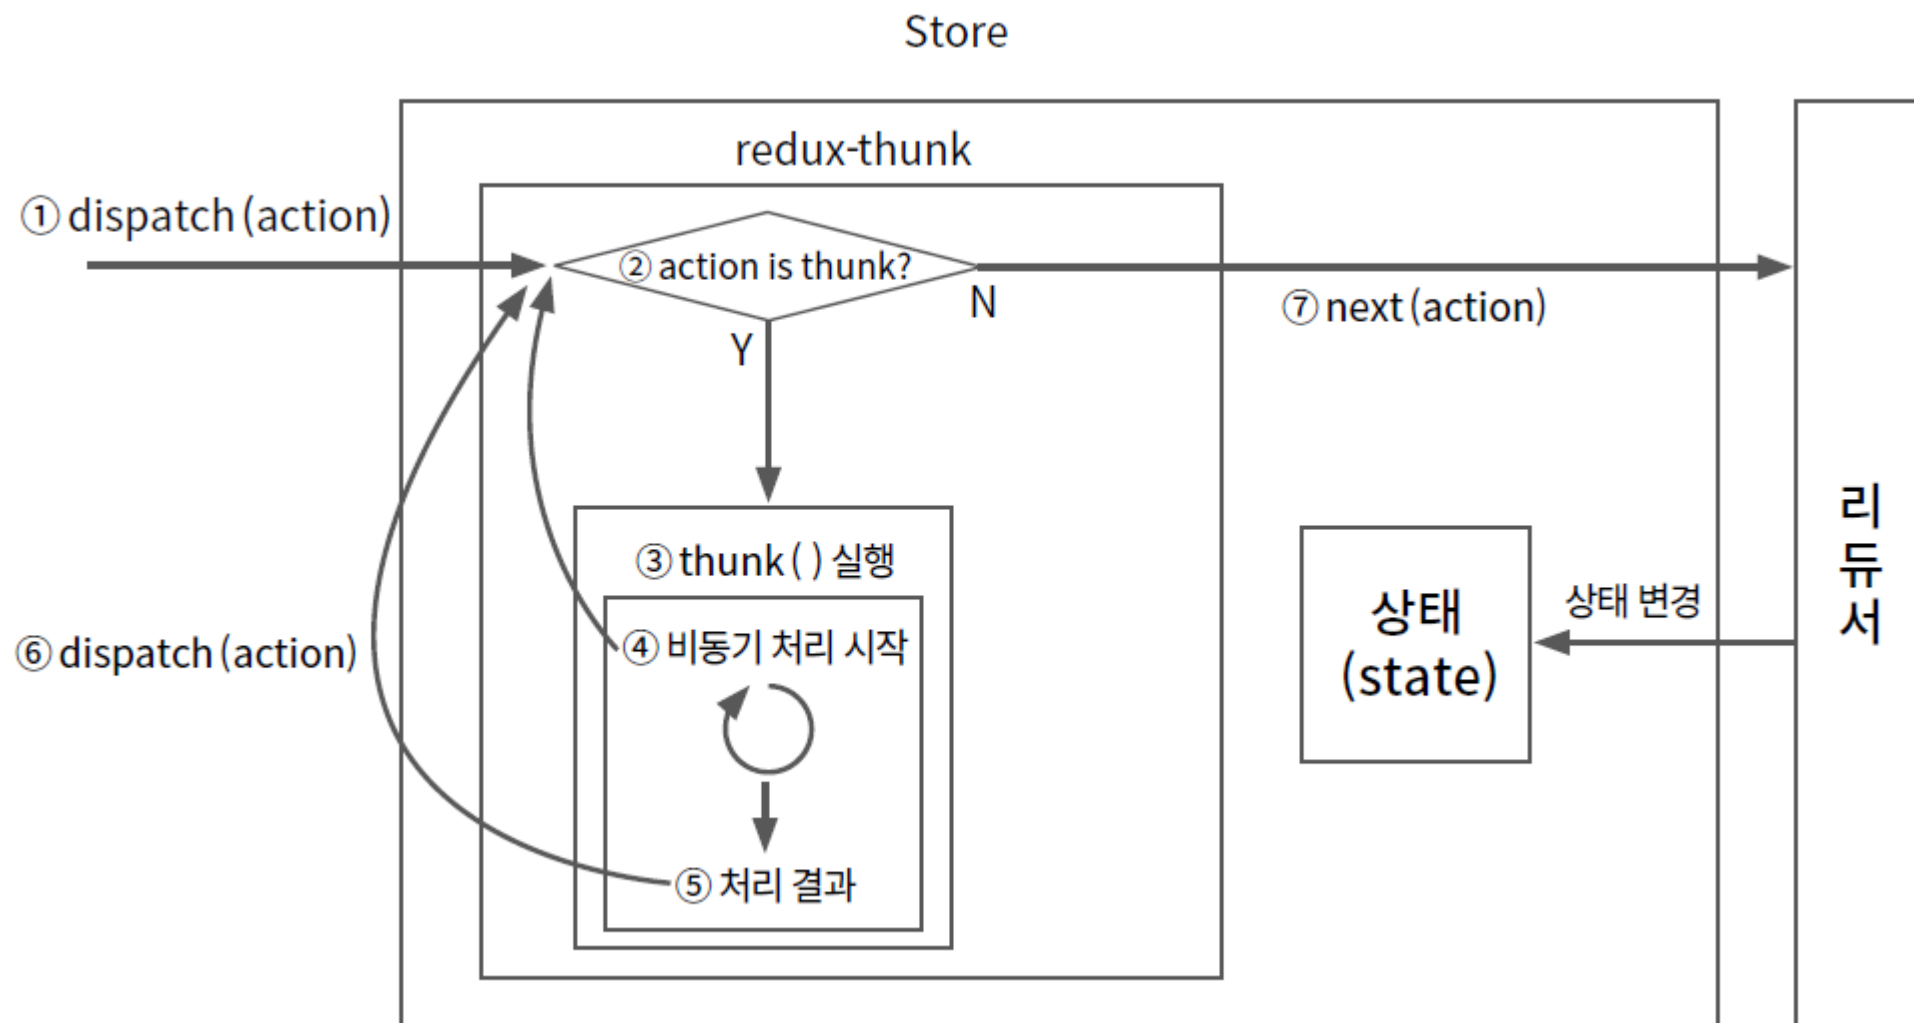 Store
redux-thunk
① dispatch(action)
② action is thunk?
N
⑦ next(action)
Y
③ thunk( ) 실행
④ 비동기 처리 시작
⑥ dispatch(action)
⑤ 처리 결과
상태
(state)
상태 변경
리
듀
서